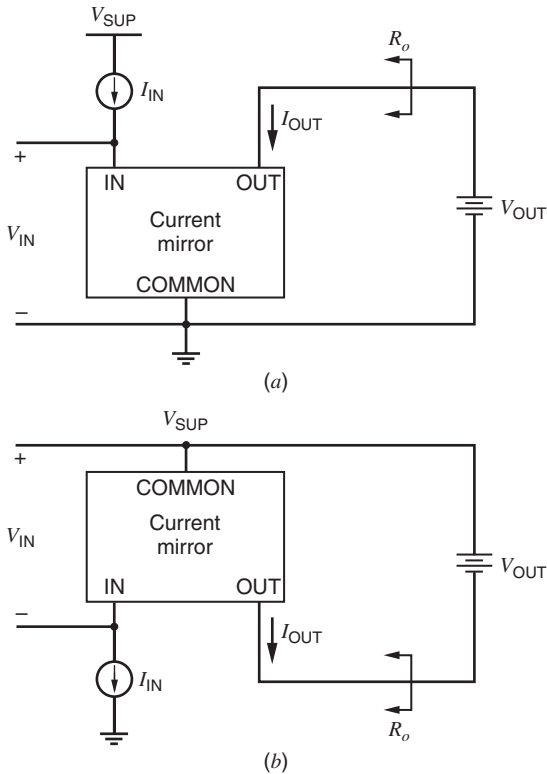 V_SUP
I_IN
R_o
I_OUT
+
IN OUT
V_IN
Current
mirror
V_OUT
COMMON
−
(a)
V_SUP
+
COMMON
V_IN
Current
mirror
V_OUT
IN OUT
−
I_OUT
I_IN
R_o
(b)